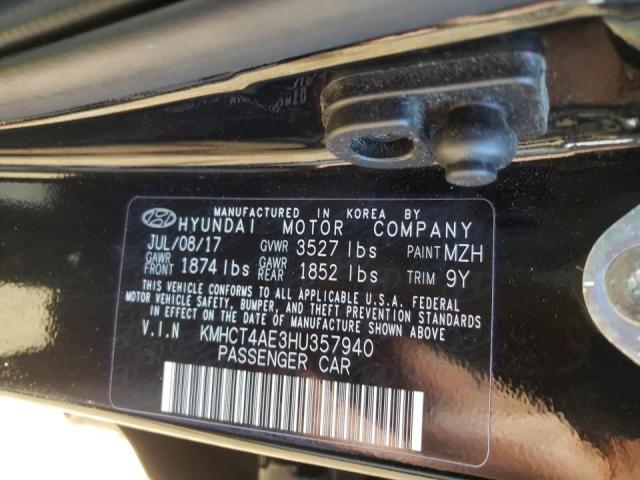 MANUFACTURED IN KOREA BY
HYUNDAI MOTOR COMPANY
JUL/08/17 GVWR 3527 lbs PAINT MZH
GAWR FRONT 1874 lbs GAWR REAR 1852 lbs TRIM 9Y
THIS VEHICLE CONFORMS TO ALL APPLICABLE U.S.A. FEDERAL
MOTOR VEHICLE SAFETY, BUMPER, AND THEFT PREVENTION STANDARDS
IN EFFECT ON THE DATE OF MANUFACTURE SHOWN ABOVE.
V.I.N KMHCT4AE3HU357940
PASSENGER CAR